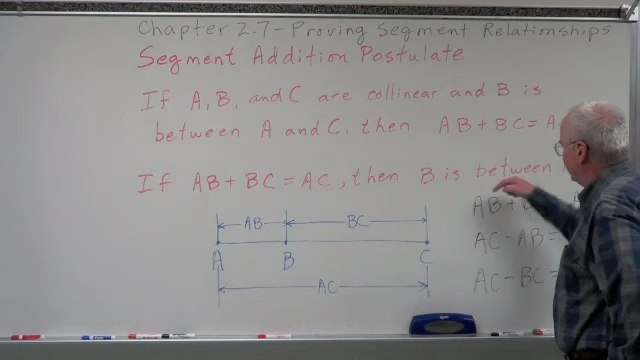 Chapter 2.7 - Proving Segment Relationships
Segment Addition Postulate
If A, B, and C are collinear and B is
between A and C, then AB + BC = A
If AB + BC = AC, then B is between
AB +
AC - AB =
AC - BC =
AB BC
A B C
AC